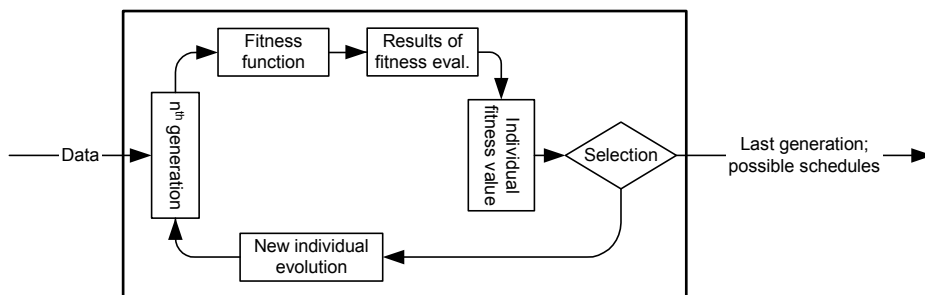 Data
nth generation
Fitness
function
Results of
fitness eval.
Individual
fitness value
Selection
Last generation;
possible schedules
New individual
evolution